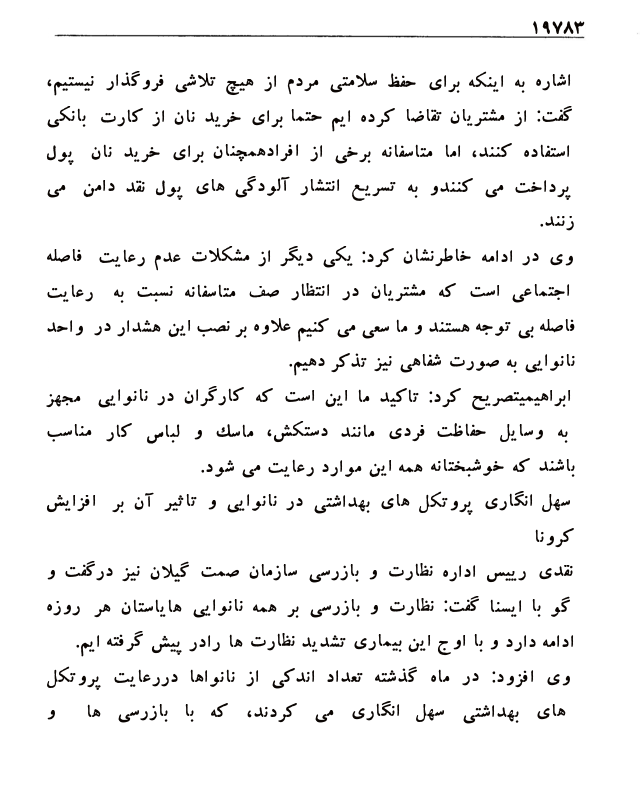 ۱۹۷۸۳
اشاره به اینکه برای حفظ سلامتی مردم از هیچ تلاشی فروگذار نیستیم،
گفت: از مشتریان تقاضا کرده ایم حتما برای خرید نان از کارت بانکی
استفاده کنند، اما متاسفانه برخی از افرادهمچنان برای خرید نان پول
پرداخت می کنندو به تسریع انتشار آلودگی های پول نقد دامن می
زنند.
وی در ادامه خاطرنشان کرد: یکی دیگر از مشکلات عدم رعایت فاصله
اجتماعی است که مشتریان در انتظار صف متاسفانه نسبت به رعایت
فاصله بی توجه هستند و ما سعی می کنیم علاوه بر نصب این هشدار در واحد
نانوایی به صورت شفاهی نیز تذکر دهیم.
ابراهیمیتصریح کرد: تاکید ما این است که کارگران در نانوایی مجهز
به وسایل حفاظت فردی مانند دستکش، ماسك و لباس کار مناسب
باشند که خوشبختانه همه این موارد رعایت می شود.
سهل انگاری پروتکل های بهداشتی در نانوایی و تاثیر آن بر افزایش
کرونا
نقدی رییس اداره نظارت و بازرسی سازمان صمت گیلان نیز درگفت و
گو با ایسنا گفت: نظارت و بازرسی بر همه نانوایی هایاستان هر روزه
ادامه دارد و با اوج این بیماری تشدید نظارت ها رادر پیش گرفته ایم.
وی افزود: در ماه گذشته تعداد اندکی از نانواها دررعایت پروتکل
های بهداشتی سهل انگاری می کردند، که با بازرسی ها و